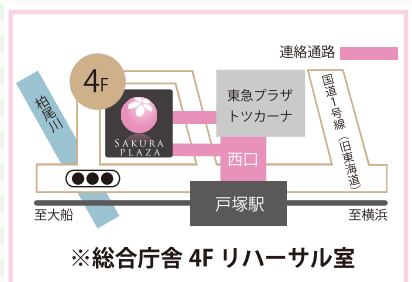 連絡通路
4F
柏尾川
SAKURA
PLAZA
東急プラザ
トツカーナ
国道1号線（旧東海道）
西口
戸塚駅
至大船
至横浜
※総合庁舎 4F リハーサル室